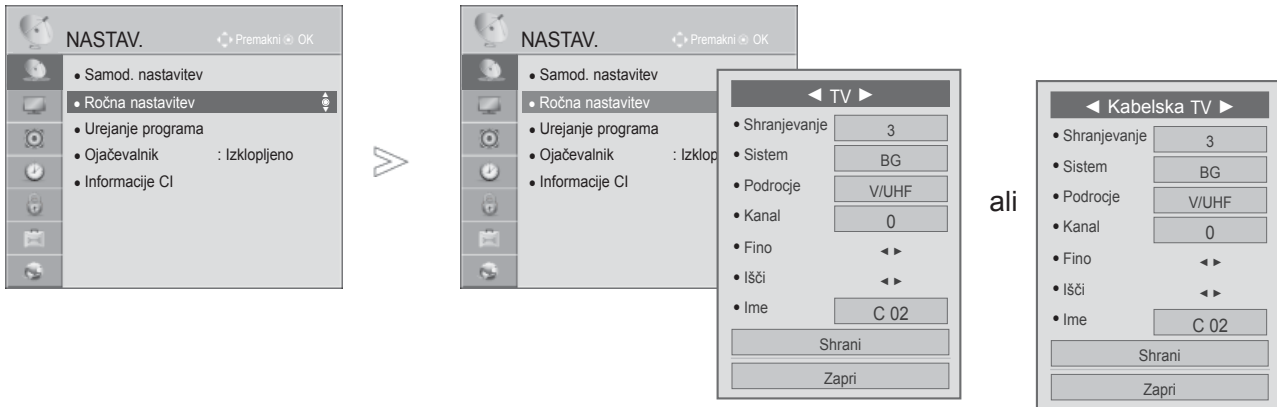 NASTAV.
Premakni OK
• Samod. nastavitev
• Ročna nastavitev
• Urejanje programa
• Ojačevalnik : Izklopljeno
• Informacije CI
NASTAV.
Premakni OK
• Samod. nastavitev
• Ročna nastavitev
• Urejanje programa
• Ojačevalnik : Izklop
• Informacije CI
◄ TV ►
• Shranjevanje 3
• Sistem BG
• Podrocje V/UHF
• Kanal 0
• Fino ◄ ►
• Išči ◄ ►
• Ime C 02
Shrani
Zapri
ali
◄ Kabelska TV ►
• Shranjevanje 3
• Sistem BG
• Podrocje V/UHF
• Kanal 0
• Fino ◄ ►
• Išči ◄ ►
• Ime C 02
Shrani
Zapri